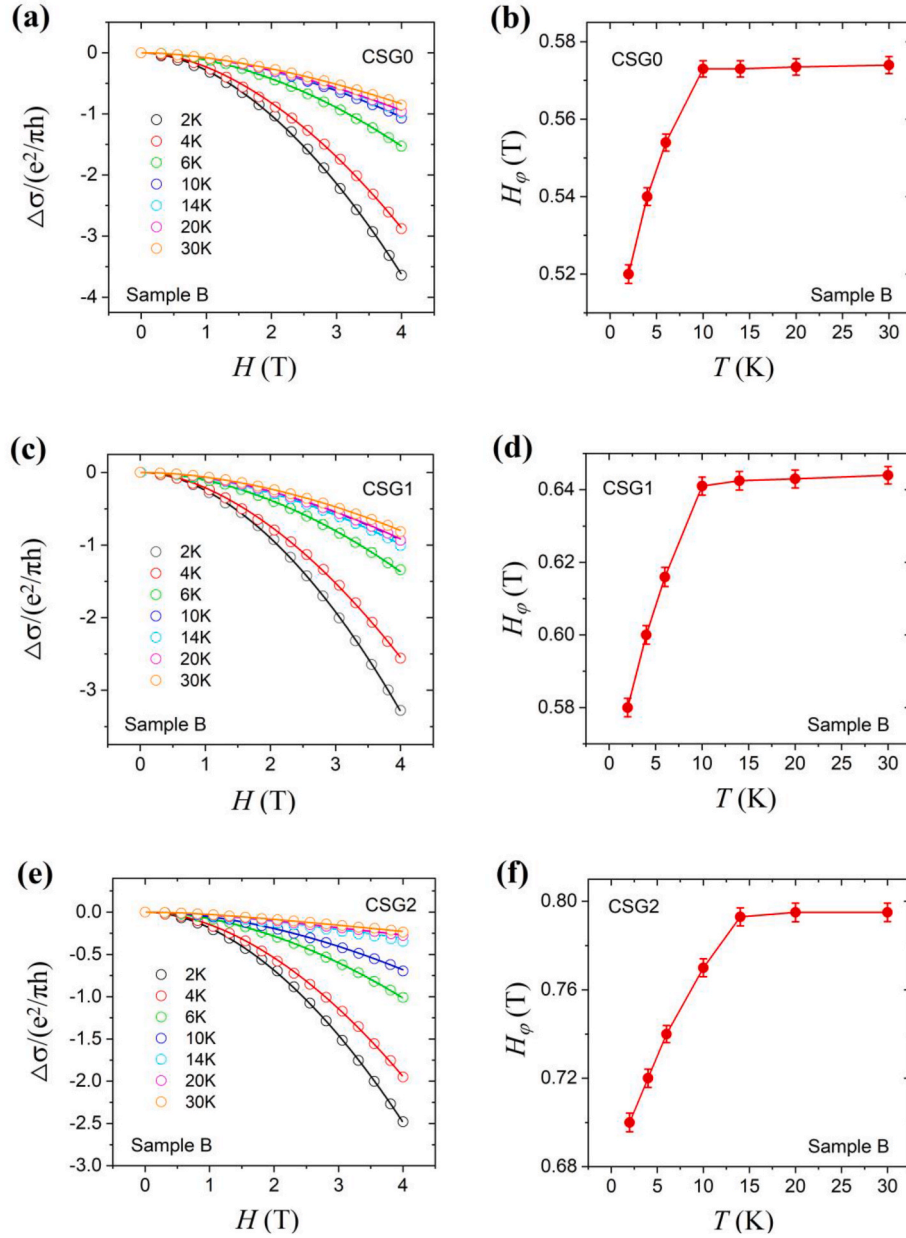 (a)
CSG0
0
-1
-2
-3
-4
Δσ/(e²/πh)
2K
4K
6K
10K
14K
20K
30K
Sample B
0 1 2 3 4
H (T)
(b)
CSG0
0.58
0.56
0.54
0.52
Hφ (T)
Sample B
0 5 10 15 20 25 30
T (K)
(c)
CSG1
0
-1
-2
-3
Δσ/(e²/πh)
2K
4K
6K
10K
14K
20K
30K
Sample B
0 1 2 3 4
H (T)
(d)
CSG1
0.64
0.62
0.60
0.58
Hφ (T)
Sample B
0 5 10 15 20 25 30
T (K)
(e)
CSG2
0.0
-0.5
-1.0
-1.5
-2.0
-2.5
-3.0
Δσ/(e²/πh)
2K
4K
6K
10K
14K
20K
30K
Sample B
0 1 2 3 4
H (T)
(f)
CSG2
0.80
0.76
0.72
0.68
Hφ (T)
Sample B
0 5 10 15 20 25 30
T (K)